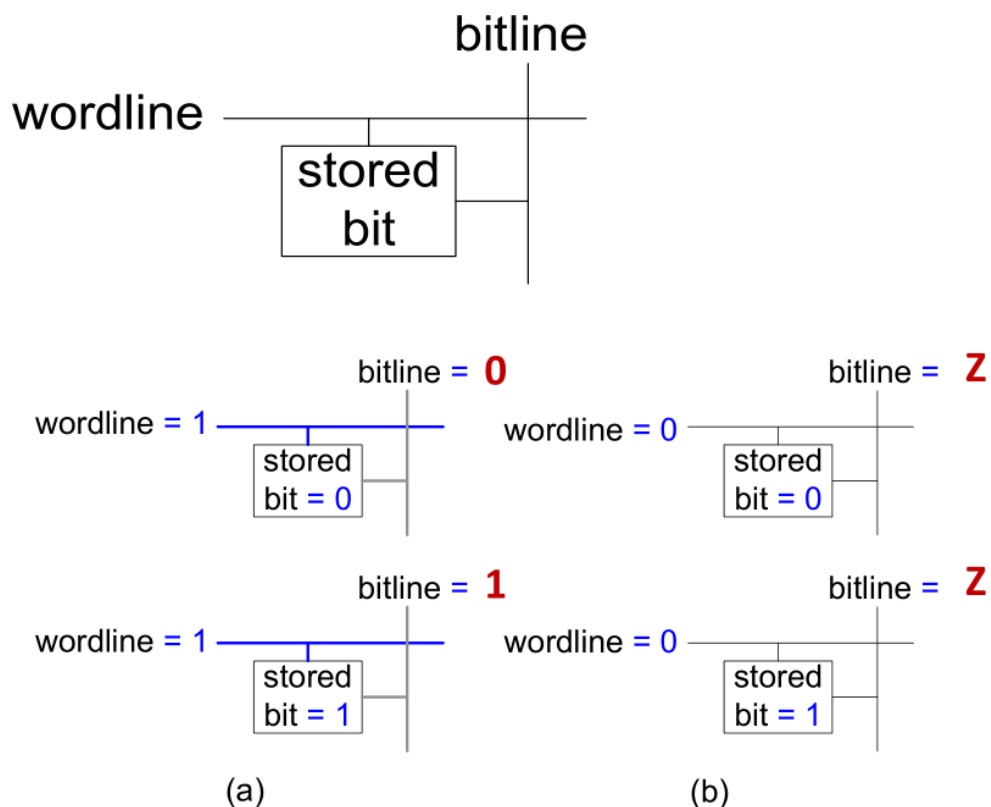 bitline
wordline
stored
bit
bitline = 0
wordline = 1
stored
bit = 0
bitline = Z
wordline = 0
stored
bit = 0
bitline = 1
wordline = 1
stored
bit = 1
bitline = Z
wordline = 0
stored
bit = 1
(a)
(b)